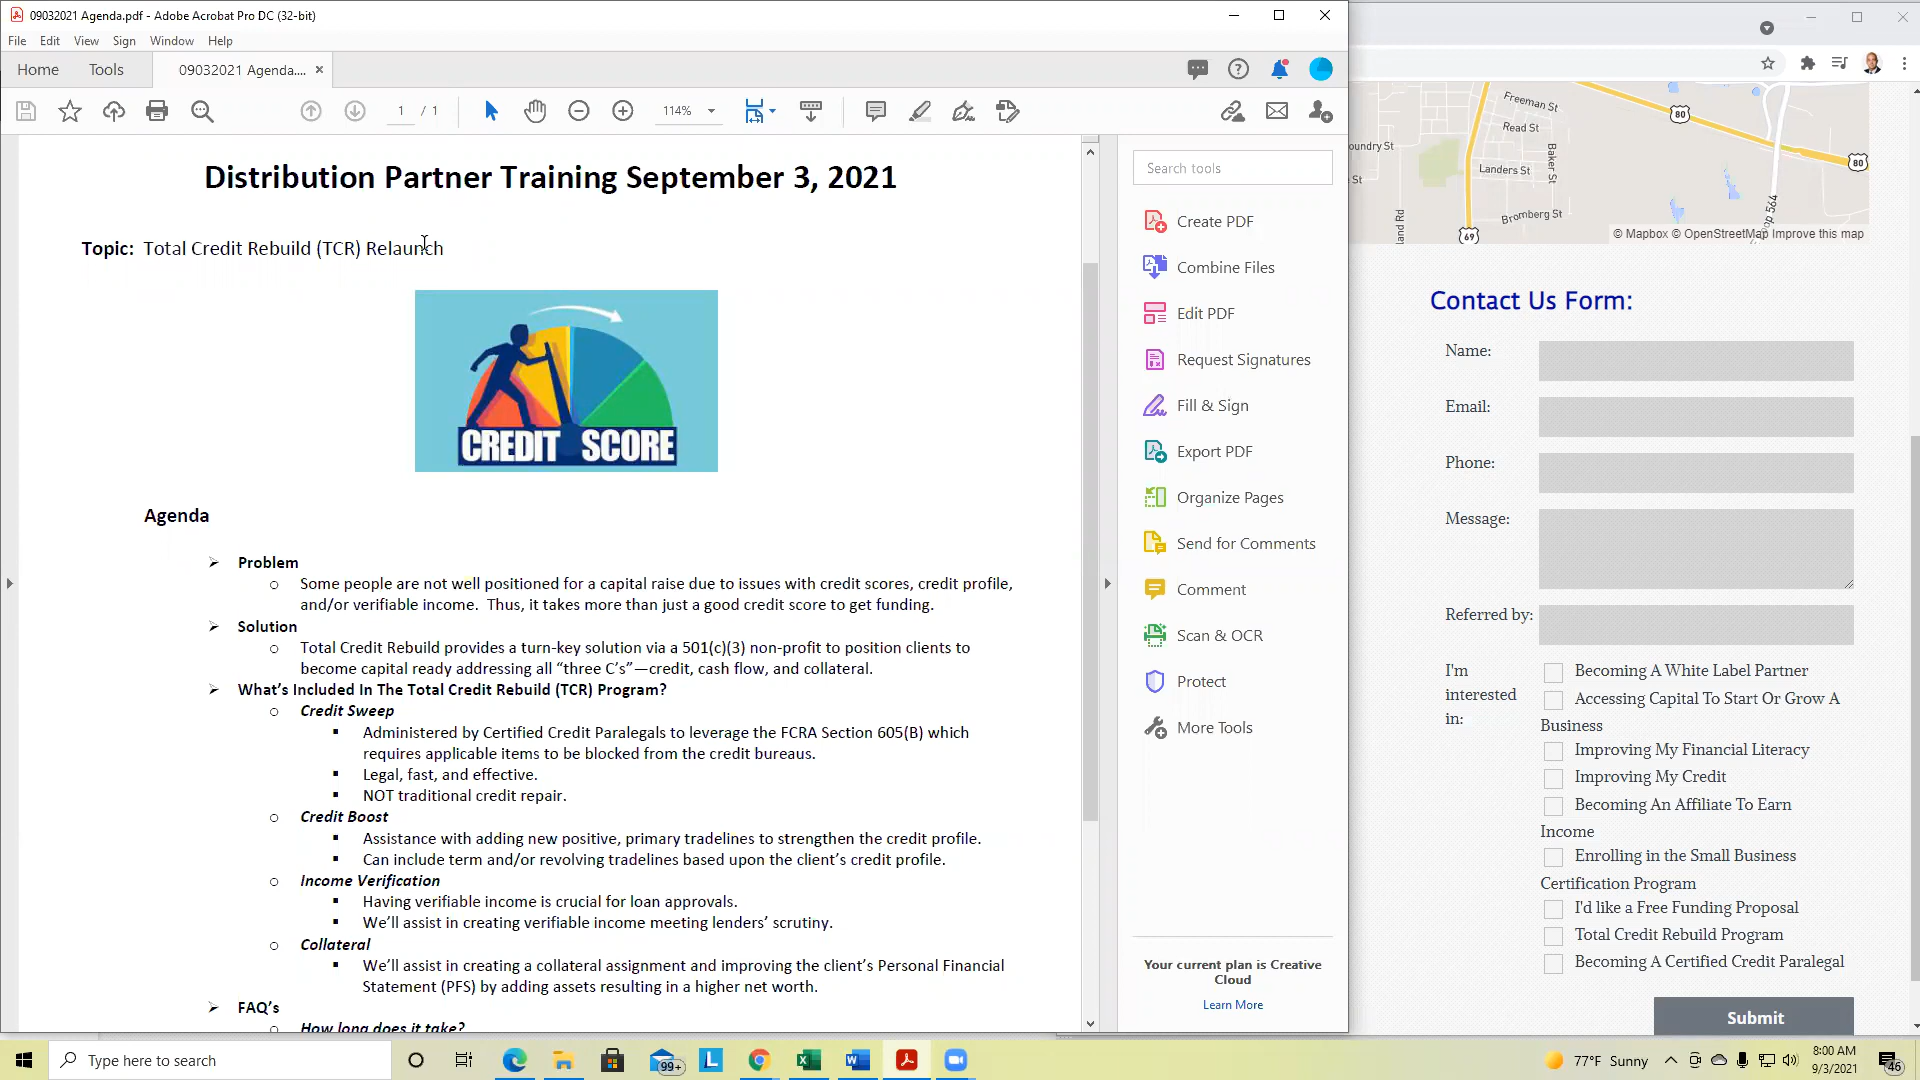 09032021 Agenda.pdf - Adobe Acrobat Pro DC (32-bit)
File Edit View Sign Window Help
Home Tools 09032021 Agenda.... ×
1 / 1 114%
Distribution Partner Training September 3, 2021
Topic: Total Credit Rebuild (TCR) Relaunch
CREDIT SCORE
Agenda
Problem
Some people are not well positioned for a capital raise due to issues with credit scores, credit profile,
and/or verifiable income. Thus, it takes more than just a good credit score to get funding.
Solution
Total Credit Rebuild provides a turn-key solution via a 501(c)(3) non-profit to position clients to
become capital ready addressing all “three C’s”—credit, cash flow, and collateral.
What’s Included In The Total Credit Rebuild (TCR) Program?
Credit Sweep
Administered by Certified Credit Paralegals to leverage the FCRA Section 605(B) which
requires applicable items to be blocked from the credit bureaus.
Legal, fast, and effective.
NOT traditional credit repair.
Credit Boost
Assistance with adding new positive, primary tradelines to strengthen the credit profile.
Can include term and/or revolving tradelines based upon the client’s credit profile.
Income Verification
Having verifiable income is crucial for loan approvals.
We’ll assist in creating verifiable income meeting lenders’ scrutiny.
Collateral
We’ll assist in creating a collateral assignment and improving the client’s Personal Financial
Statement (PFS) by adding assets resulting in a higher net worth.
FAQ’s
How long does it take?
Search tools
Create PDF
Combine Files
Edit PDF
Request Signatures
Fill & Sign
Export PDF
Organize Pages
Send for Comments
Comment
Scan & OCR
Protect
More Tools
Your current plan is Creative
Cloud
Learn More
Freeman St
Read St
oundry St
Baker St
Landers St
e St
Bromberg St
land Rd
op 564
80
80
69
© Mapbox © OpenStreetMap Improve this map
Contact Us Form:
Name:
Email:
Phone:
Message:
Referred by:
I'm
interested
in:
Becoming A White Label Partner
Accessing Capital To Start Or Grow A
Business
Improving My Financial Literacy
Improving My Credit
Becoming An Affiliate To Earn
Income
Enrolling in the Small Business
Certification Program
I'd like a Free Funding Proposal
Total Credit Rebuild Program
Becoming A Certified Credit Paralegal
Submit
Type here to search
99+
77°F Sunny
8:00 AM
9/3/2021
46